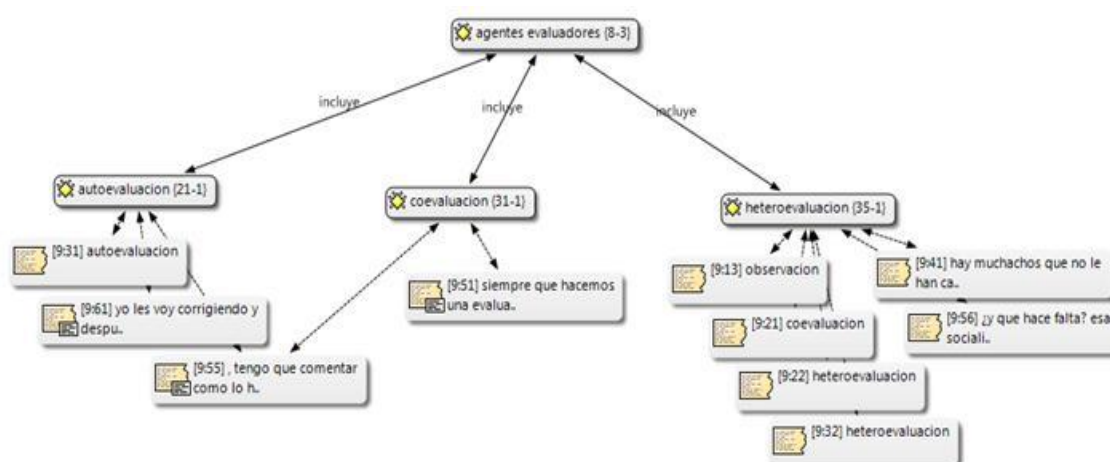 agentes evaluadores {8-3}
incluye
incluye
incluye
autoevaluacion {21-1}
coevaluacion {31-1}
heteroevaluacion {35-1}
[9:31] autoevaluacion
[9:61] yo les voy corrigiendo y
despu..
[9:55] , tengo que comentar
como lo h..
[9:51] siempre que hacemos
una evalua..
[9:13] observacion
[9:21] coevaluacion
[9:22] heteroevaluacion
[9:32] heteroevaluacion
[9:41] hay muchachos que no le
han ca..
[9:56] ¿y que hace falta? esa
sociali..